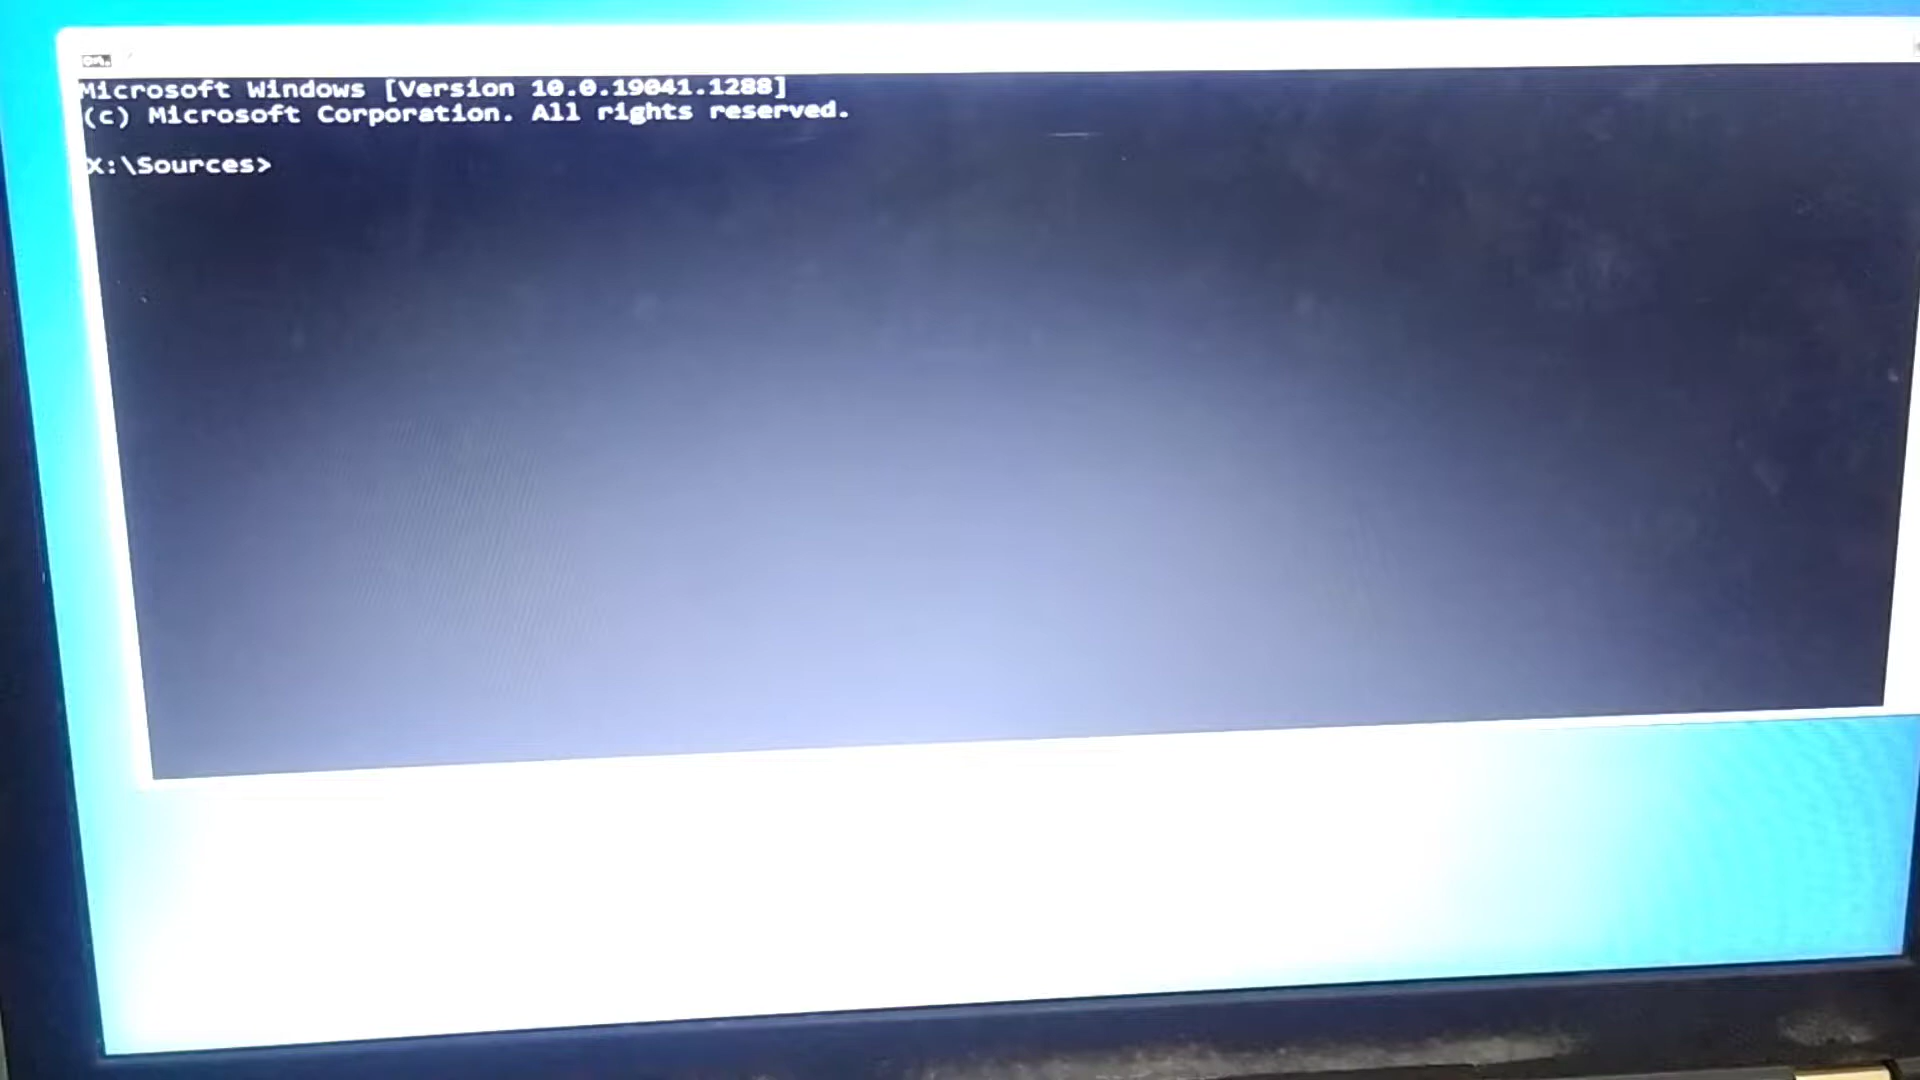 Microsoft Windows [Version 10.0.19041.1288]
(c) Microsoft Corporation. All rights reserved.
X:\Sources>